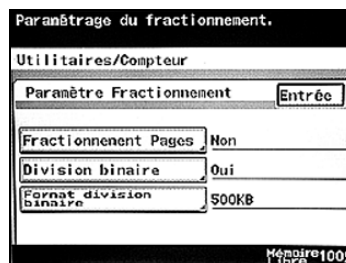 Paramétrage du fractionnement.
Utilitaires/Compteur
Paramètre Fractionnement
Entrée
Fractionnenent Pages Non
Division binaire Oui
Format division
binaire 500KB
Mémoire
Libre 100%